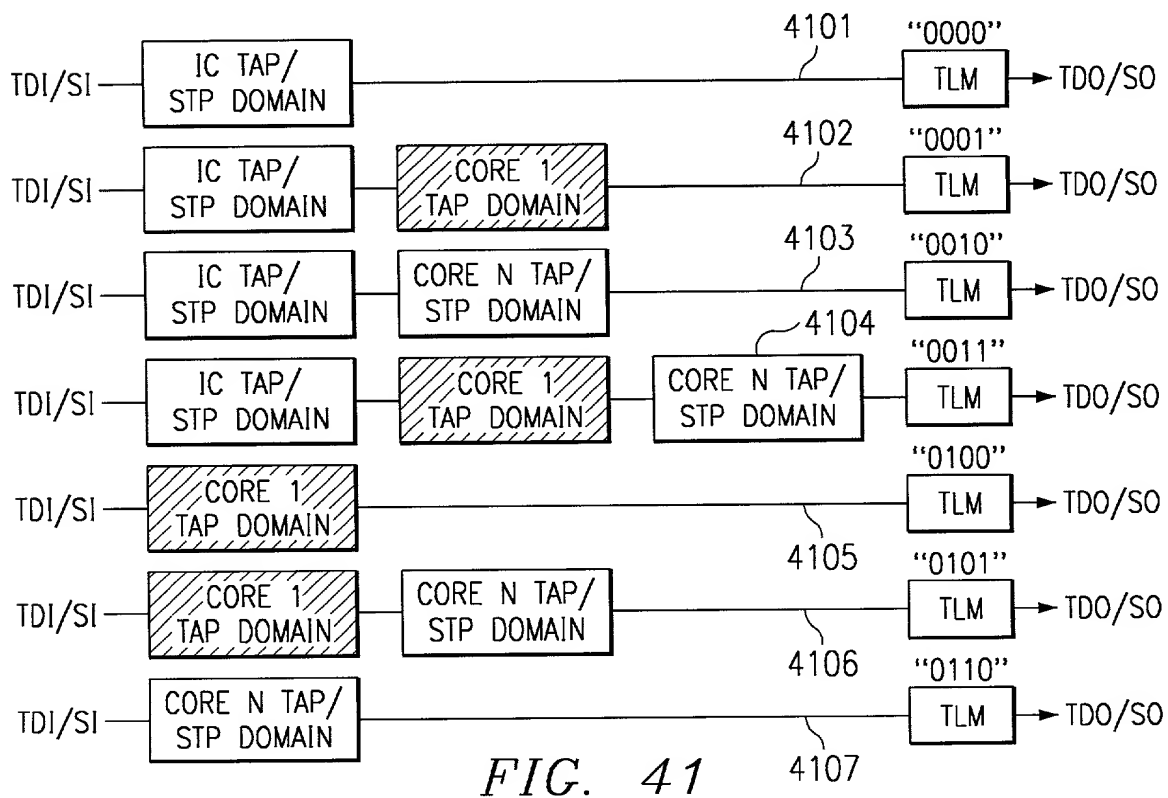 4101 "0000"
TDI/SI IC TAP/ STP DOMAIN TLM TDO/SO
4102 "0001"
TDI/SI IC TAP/ STP DOMAIN CORE 1 TAP DOMAIN TLM TDO/SO
4103 "0010"
TDI/SI IC TAP/ STP DOMAIN CORE N TAP/ STP DOMAIN TLM TDO/SO
4104 "0011"
TDI/SI IC TAP/ STP DOMAIN CORE 1 TAP DOMAIN CORE N TAP/ STP DOMAIN TLM TDO/SO
"0100"
TDI/SI CORE 1 TAP DOMAIN TLM TDO/SO
4105 "0101"
TDI/SI CORE 1 TAP DOMAIN CORE N TAP/ STP DOMAIN TLM TDO/SO
4106 "0110"
TDI/SI CORE N TAP/ STP DOMAIN TLM TDO/SO
4107
FIG. 41